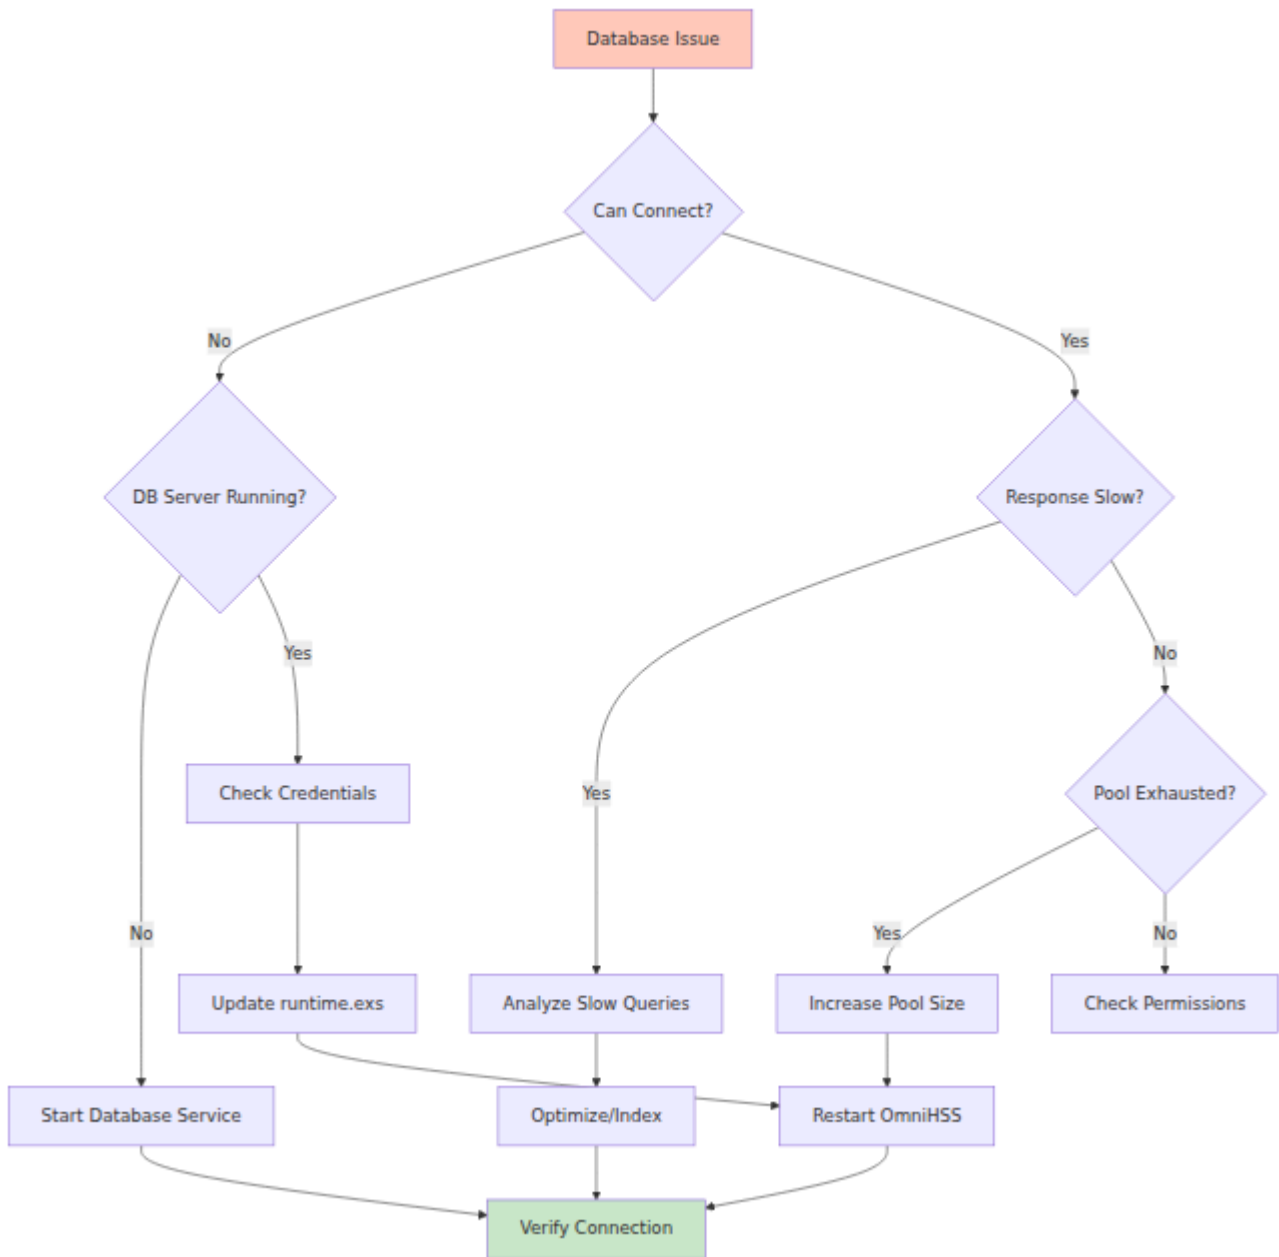 Database Issue
Can Connect?
No
Yes
DB Server Running?
Response Slow?
Yes
No
Check Credentials
Yes
Pool Exhausted?
No
Yes
No
Update runtime.exs
Analyze Slow Queries
Increase Pool Size
Check Permissions
Start Database Service
Optimize/Index
Restart OmniHSS
Verify Connection